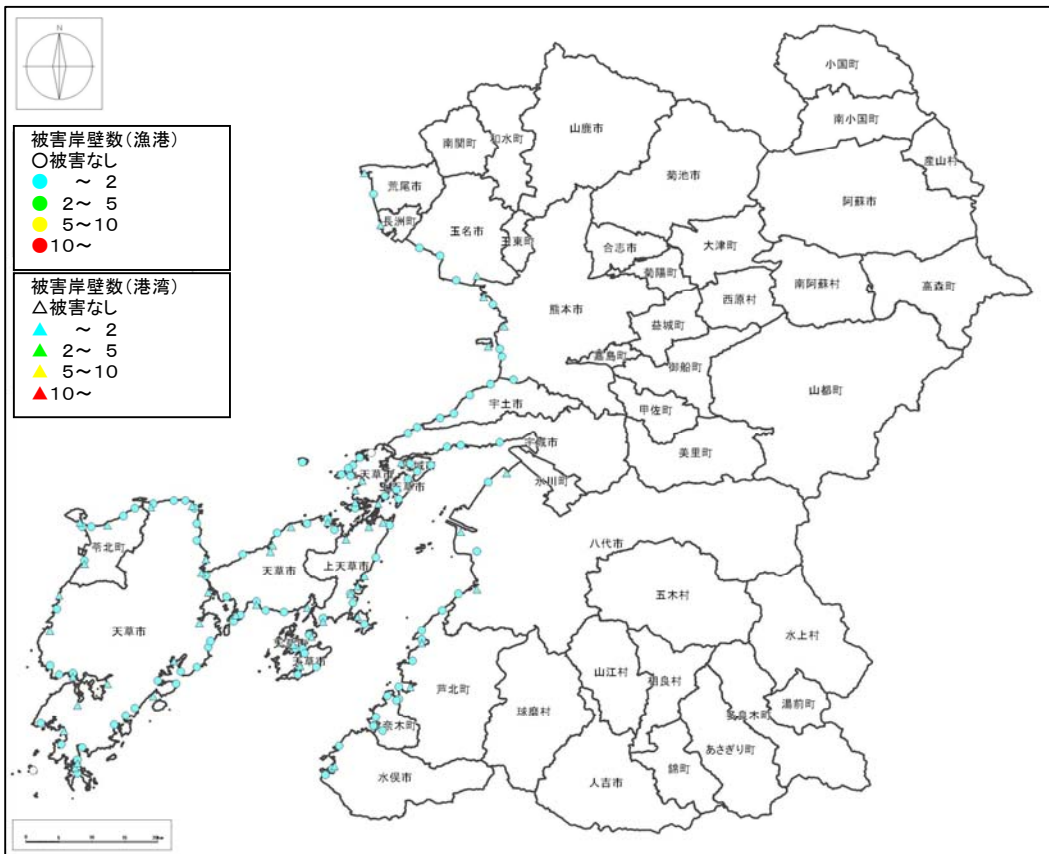 N
被害岸壁数(漁港)
○被害なし
～ 2
2～ 5
5～10
10～
被害岸壁数(港湾)
△被害なし
～ 2
2～ 5
5～10
10～
小国町
南小国町
産山村
山鹿市
和水町
南関町
菊池市
阿蘇市
荒尾市
長洲町
玉名市
玉東町
合志市
大津町
菊陽町
西原村
南阿蘇村
高森町
熊本市
益城町
嘉島町
御船町
山都町
宇土市
甲佐町
美里町
宇城市
氷川町
天草市
八代市
苓北町
天草市
上天草市
五木村
天草市
水上村
山江村
相良村
芦北町
球磨村
湯前町
多良木町
津奈木町
あさぎり町
水俣市
人吉市
錦町